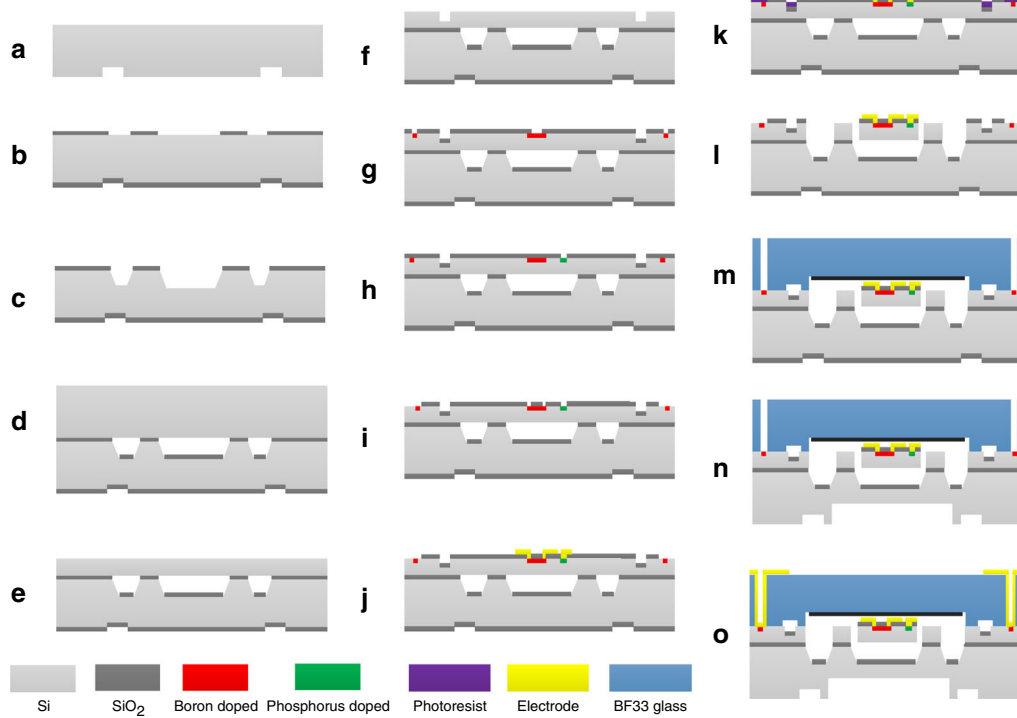 a
b
c
d
e
f
g
h
i
j
k
l
m
n
o
Si
SiO2
Boron doped
Phosphorus doped
Photoresist
Electrode
BF33 glass